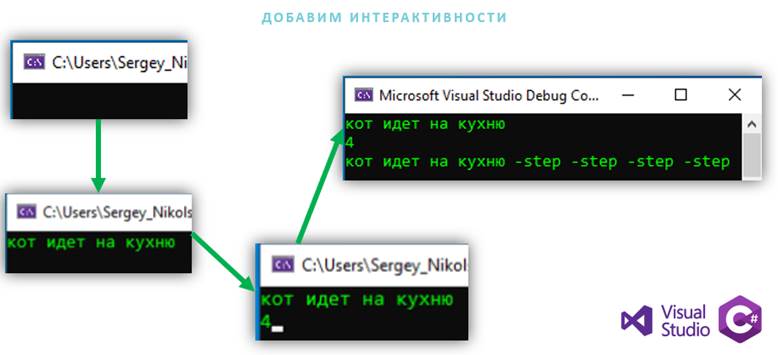 ДОБАВИМ ИНТЕРАКТИВНОСТИ
C:\Users\Sergey_Ni
C:\Users\Sergey_Nikols
кот идет на кухню
C:\Users\Sergey_Nikol
кот идет на кухню
4
Microsoft Visual Studio Debug Co...
кот идет на кухню
4
кот идет на кухню -step -step -step -step
Visual
Studio
C#